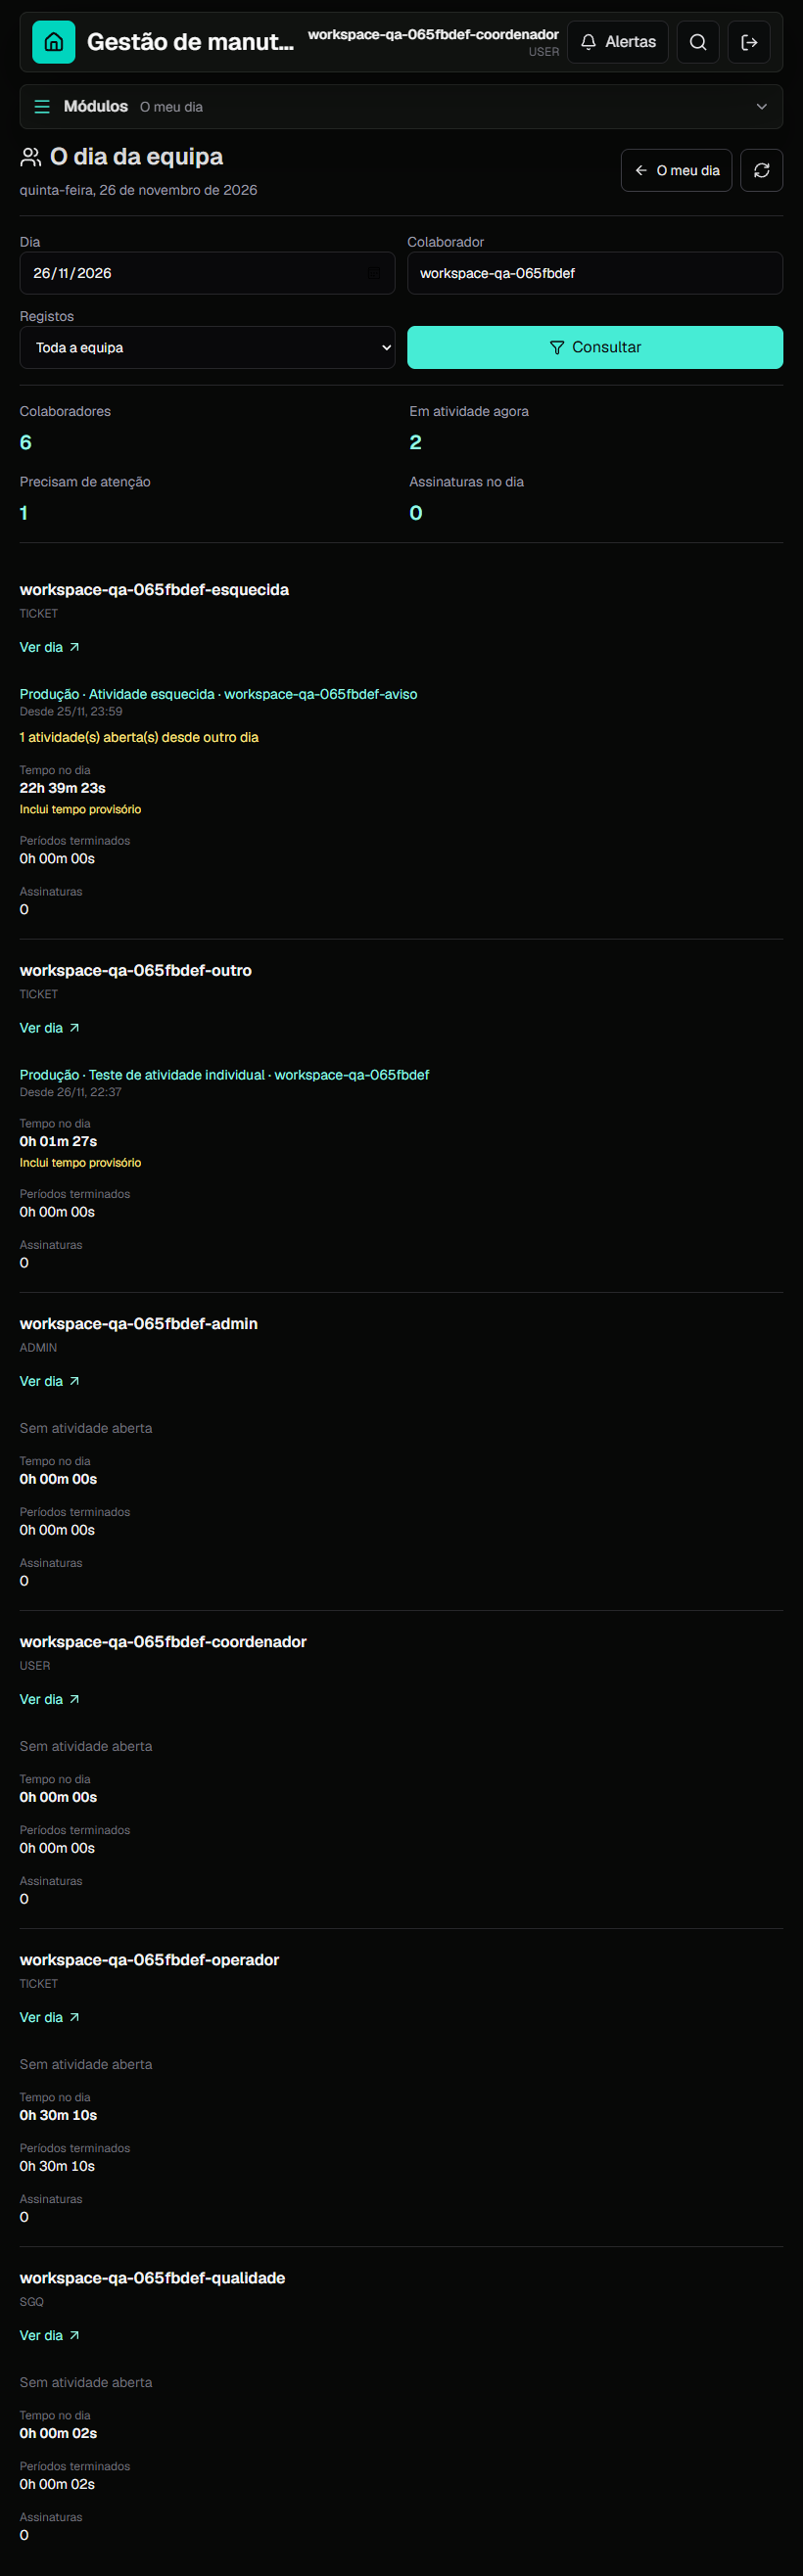 Gestão de manut...
workspace-qa-065fbdef-coordenador
USER
Alertas
Módulos O meu dia
O dia da equipa
quinta-feira, 26 de novembro de 2026
O meu dia
Dia
26/11/2026
Colaborador
workspace-qa-065fbdef
Registos
Toda a equipa
Consultar
Colaboradores
6
Em atividade agora
2
Precisam de atenção
1
Assinaturas no dia
0
workspace-qa-065fbdef-esquecida
TICKET
Ver dia
Produção · Atividade esquecida · workspace-qa-065fbdef-aviso
Desde 25/11, 23:59
1 atividade(s) aberta(s) desde outro dia
Tempo no dia
22h 39m 23s
Inclui tempo provisório
Períodos terminados
0h 00m 00s
Assinaturas
0
workspace-qa-065fbdef-outro
TICKET
Ver dia
Produção · Teste de atividade individual · workspace-qa-065fbdef
Desde 26/11, 22:37
Tempo no dia
0h 01m 27s
Inclui tempo provisório
Períodos terminados
0h 00m 00s
Assinaturas
0
workspace-qa-065fbdef-admin
ADMIN
Ver dia
Sem atividade aberta
Tempo no dia
0h 00m 00s
Períodos terminados
0h 00m 00s
Assinaturas
0
workspace-qa-065fbdef-coordenador
USER
Ver dia
Sem atividade aberta
Tempo no dia
0h 00m 00s
Períodos terminados
0h 00m 00s
Assinaturas
0
workspace-qa-065fbdef-operador
TICKET
Ver dia
Sem atividade aberta
Tempo no dia
0h 30m 10s
Períodos terminados
0h 30m 10s
Assinaturas
0
workspace-qa-065fbdef-qualidade
SGQ
Ver dia
Sem atividade aberta
Tempo no dia
0h 00m 02s
Períodos terminados
0h 00m 02s
Assinaturas
0